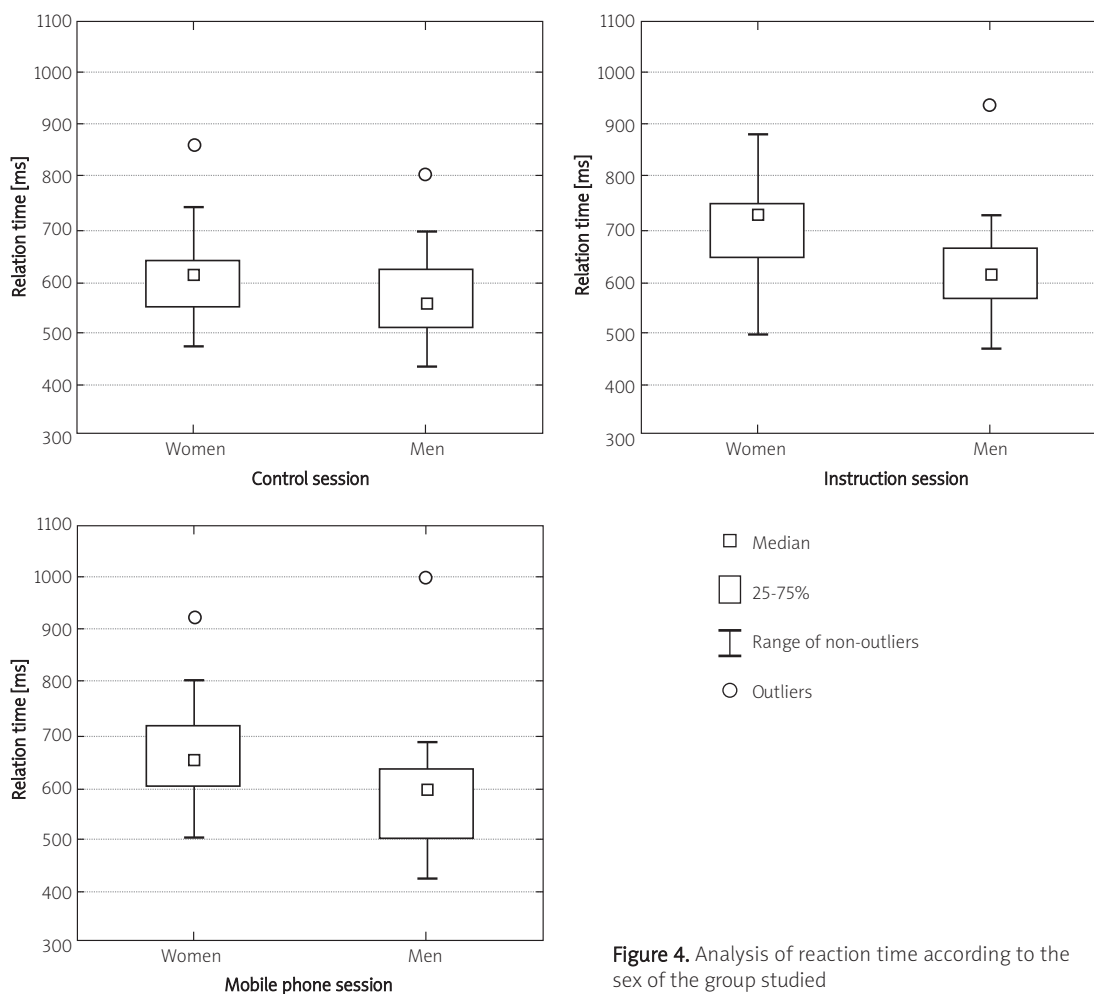 Relation time [ms]
1100
1000
900
800
700
600
500
400
300
Women
Men
Control session
Relation time [ms]
1100
1000
900
800
700
600
500
400
300
Women
Men
Instruction session
Relation time [ms]
1100
1000
900
800
700
600
500
400
300
Women
Men
Mobile phone session
Median
25-75%
Range of non-outliers
Outliers
Figure 4. Analysis of reaction time according to the
sex of the group studied